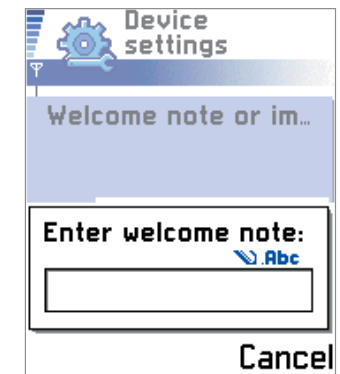 Device
settings
Welcome note or im…
Enter welcome note:
.Abc
Cancel